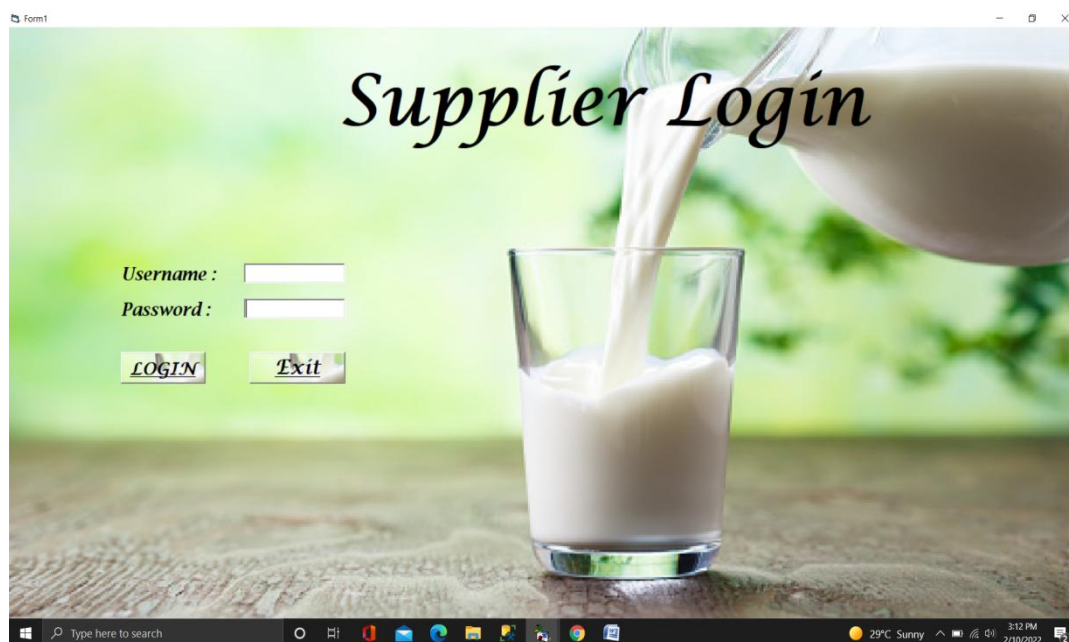 Form1
Supplier Login
Username :
Password :
LOGIN Exit
Type here to search
29°C Sunny
3:12 PM
2/10/2022
2